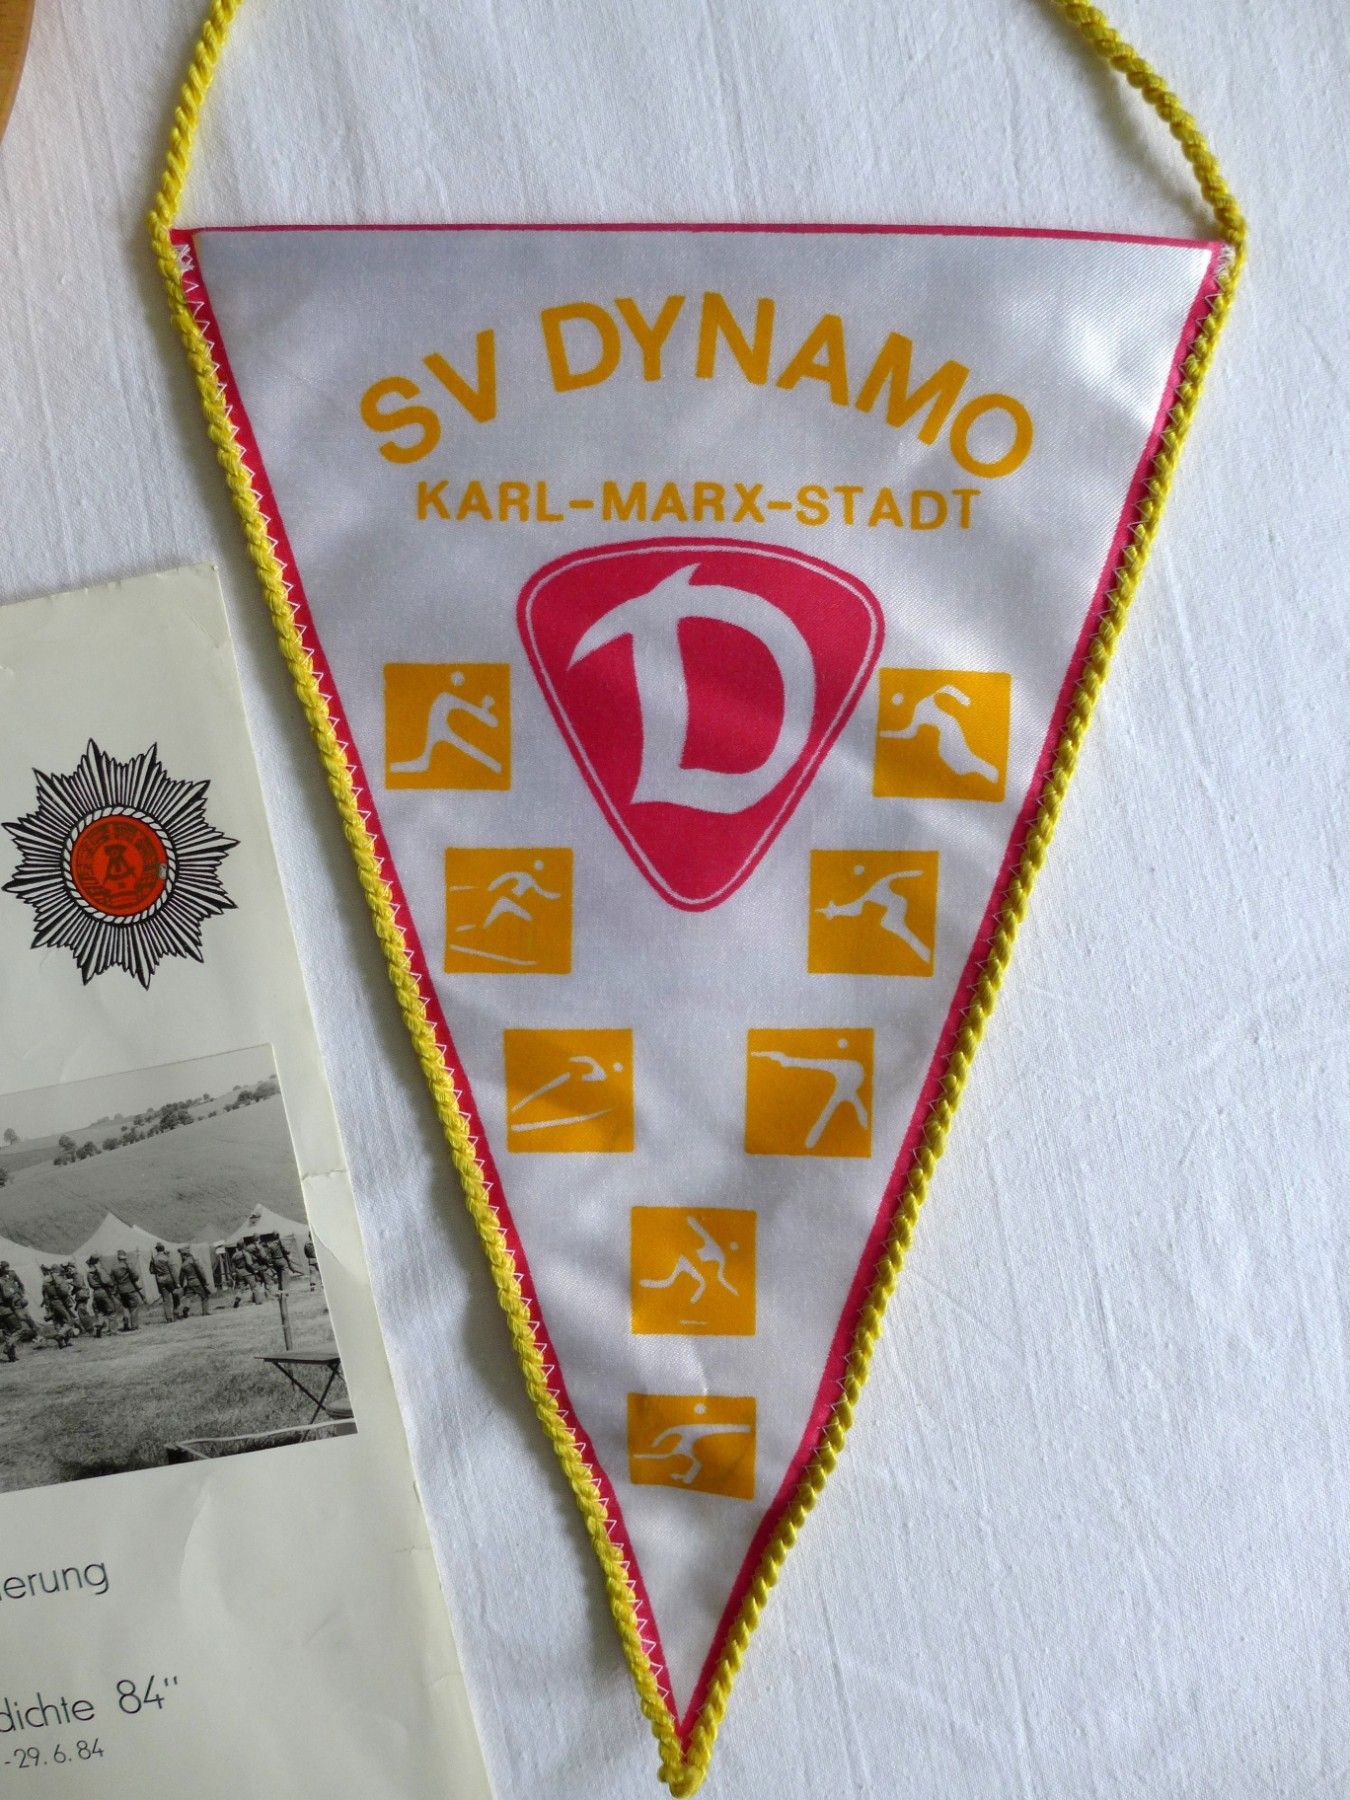 SV DYNAMO
KARL-MARX-STADT
D
erung
dichte 84"
-29.6.84